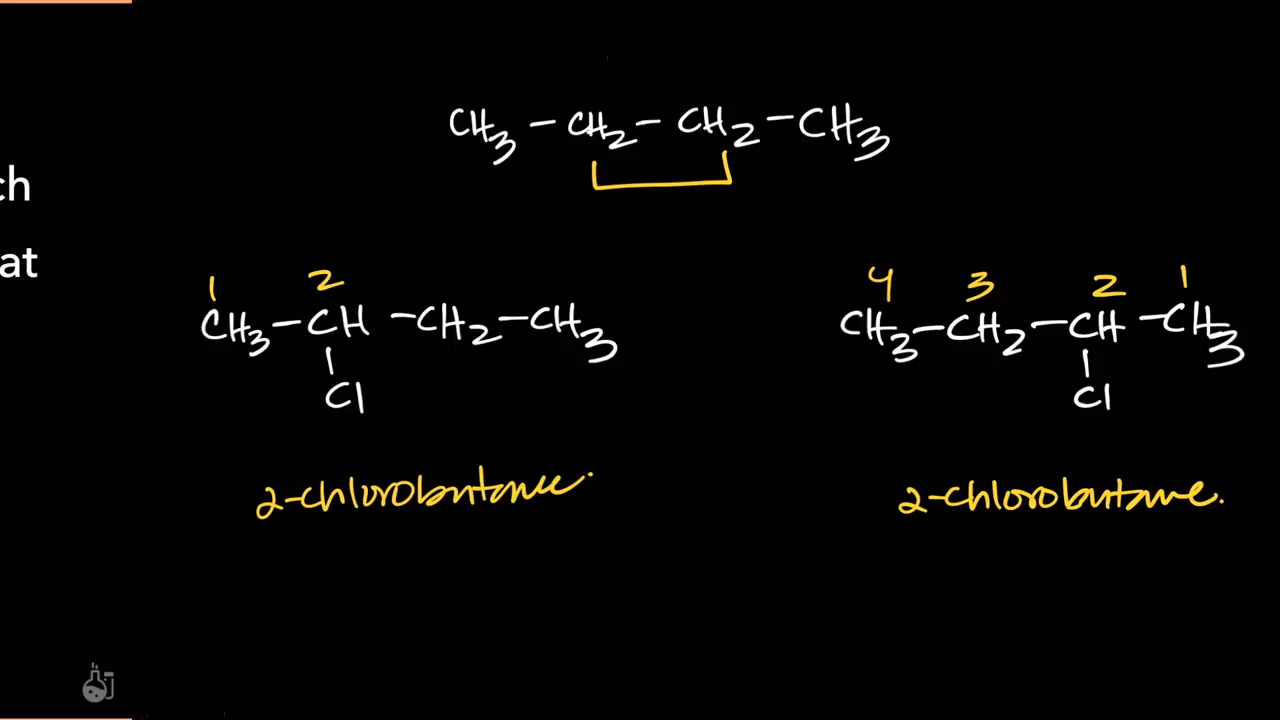 CH3 - CH2 - CH2 - CH3
ch
at
1 2
4 3 2 1
CH3 - CH - CH2 - CH3
CH3 - CH2 - CH - CH3
Cl
Cl
2-chlorobutane.
2-chlorobutane.